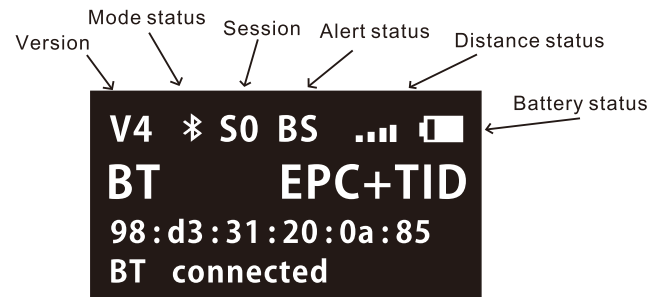 Mode status
Version
Session
Alert status
Distance status
Battery status
V4 S0 BS
BT EPC+TID
98:d3:31:20:0a:85
BT connected